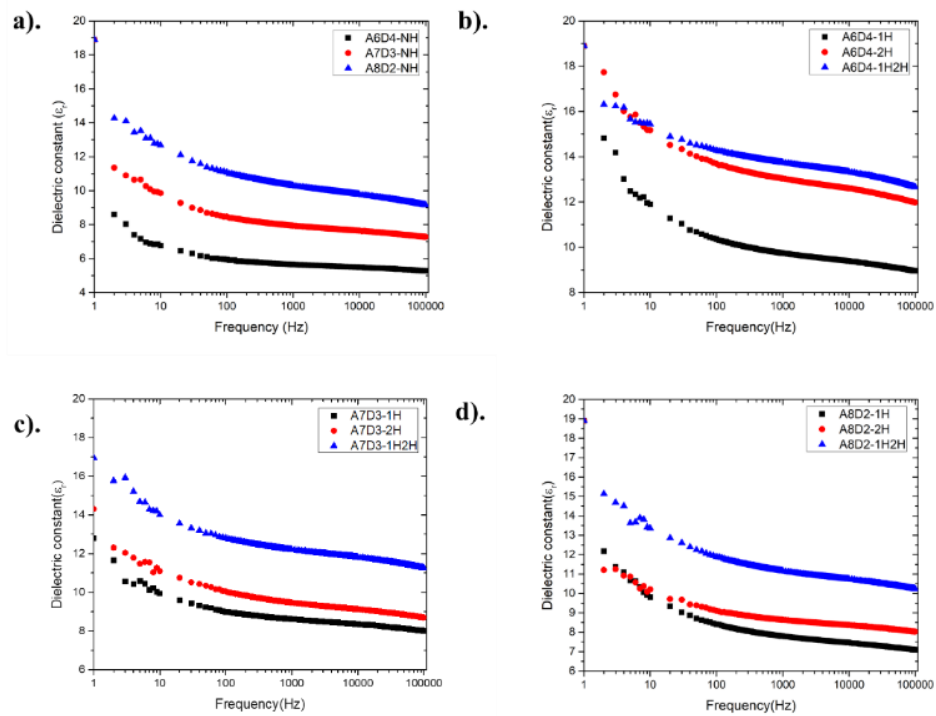 a).
20
18
16
14
12
10
8
6
4
Dielectric constant (εr)
A6D4-NH
A7D3-NH
A8D2-NH
1 10 100 1000 10000 100000
Frequency (Hz)
b).
20
18
16
14
12
10
8
Dielectric constant(εr)
A6D4-1H
A6D4-2H
A6D4-1H2H
1 10 100 1000 10000 100000
Frequency(Hz)
c).
20
18
16
14
12
10
8
6
Dielectric constant(εr)
A7D3-1H
A7D3-2H
A7D3-1H2H
1 10 100 1000 10000 100000
Frequency(Hz)
d).
20
19
18
17
16
15
14
13
12
11
10
9
8
7
6
Dielectric constant(εr)
A8D2-1H
A8D2-2H
A8D2-1H2H
1 10 100 1000 10000 100000
Frequency(Hz)